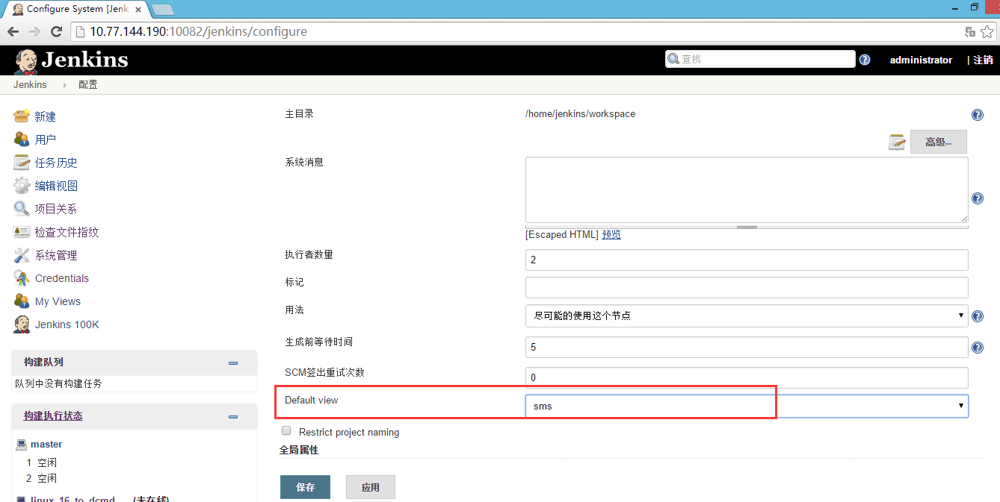 Configure System [Jenk
10.77.144.190:10082/jenkins/configure
Jenkins
查找
administrator
| 注销
Jenkins
配置
新建
用户
任务历史
编辑视图
项目关系
检查文件指纹
系统管理
Credentials
My Views
Jenkins 100K
构建队列
队列中没有构建任务
构建执行状态
master
1 空闲
2 空闲
linux_16_to_dcmd (未在线)
主目录
/home/jenkins/workspace
高级...
系统消息
[Escaped HTML] 预览
执行者数量
2
标记
用法
尽可能的使用这个节点
生成前等待时间
5
SCM签出重试次数
0
Default view
sms
Restrict project naming
全局属性
保存
应用